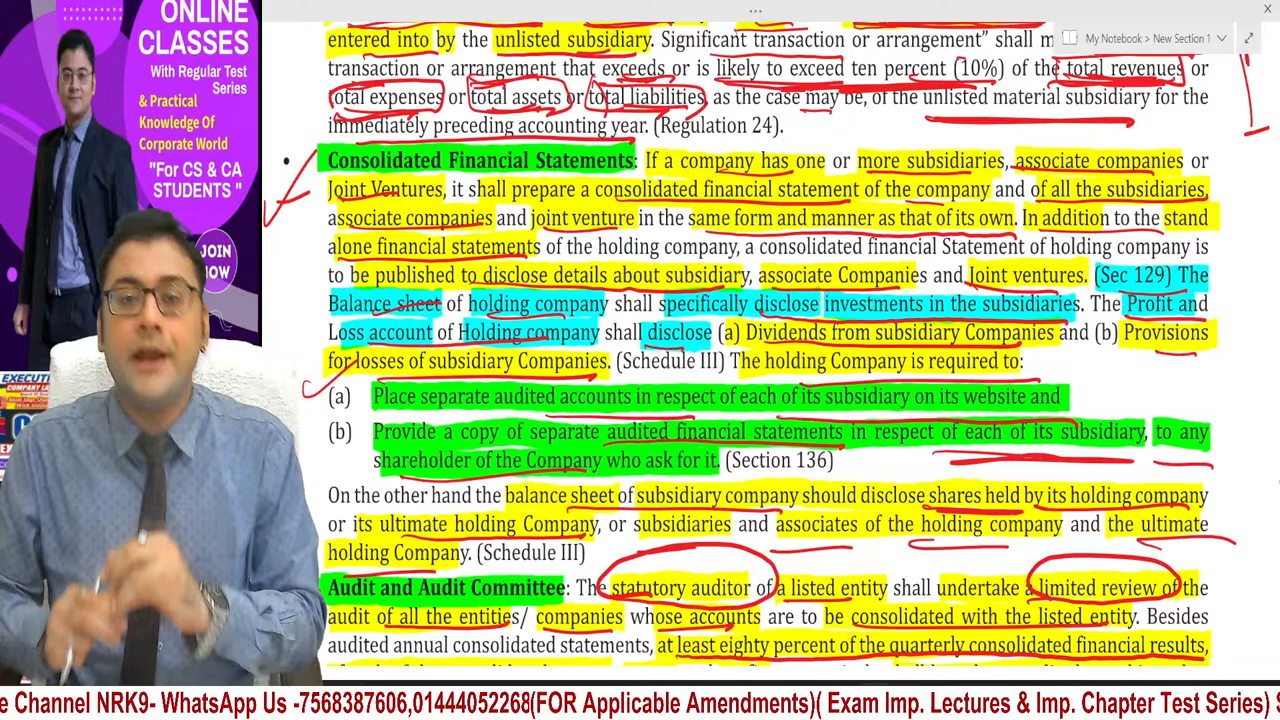 ONLINE
CLASSES
With Regular Test
Series
& Practical
Knowledge Of
Corporate World
"For CS & CA
STUDENTS "
JOIN
NOW
My Notebook > New Section 1
entered into by the unlisted subsidiary. Significant transaction or arrangement" shall m
transaction or arrangement that exceeds or is likely to exceed ten percent (10%) of the total revenues or
total expenses or total assets or total liabilities, as the case may be, of the unlisted material subsidiary for the
immediately preceding accounting year. (Regulation 24).
• Consolidated Financial Statements: If a company has one or more subsidiaries, associate companies or
Joint Ventures, it shall prepare a consolidated financial statement of the company and of all the subsidiaries,
associate companies and joint venture in the same form and manner as that of its own. In addition to the stand
alone financial statements of the holding company, a consolidated financial Statement of holding company is
to be published to disclose details about subsidiary, associate Companies and Joint ventures. (Sec 129) The
Balance sheet of holding company shall specifically disclose investments in the subsidiaries. The Profit and
Loss account of Holding company shall disclose (a) Dividends from subsidiary Companies and (b) Provisions
for losses of subsidiary Companies. (Schedule III) The holding Company is required to:
(a) Place separate audited accounts in respect of each of its subsidiary on its website and
(b) Provide a copy of separate audited financial statements in respect of each of its subsidiary, to any
shareholder of the Company who ask for it. (Section 136)
On the other hand the balance sheet of subsidiary company should disclose shares held by its holding company
or its ultimate holding Company, or subsidiaries and associates of the holding company and the ultimate
holding Company. (Schedule III)
Audit and Audit Committee: The statutory auditor of a listed entity shall undertake a limited review of the
audit of all the entities/ companies whose accounts are to be consolidated with the listed entity. Besides
audited annual consolidated statements, at least eighty percent of the quarterly consolidated financial results,
EXECUTI
COMPANY LA
e Channel NRK9- WhatsApp Us -7568387606,01444052268(FOR Applicable Amendments)( Exam Imp. Lectures & Imp. Chapter Test Series) S